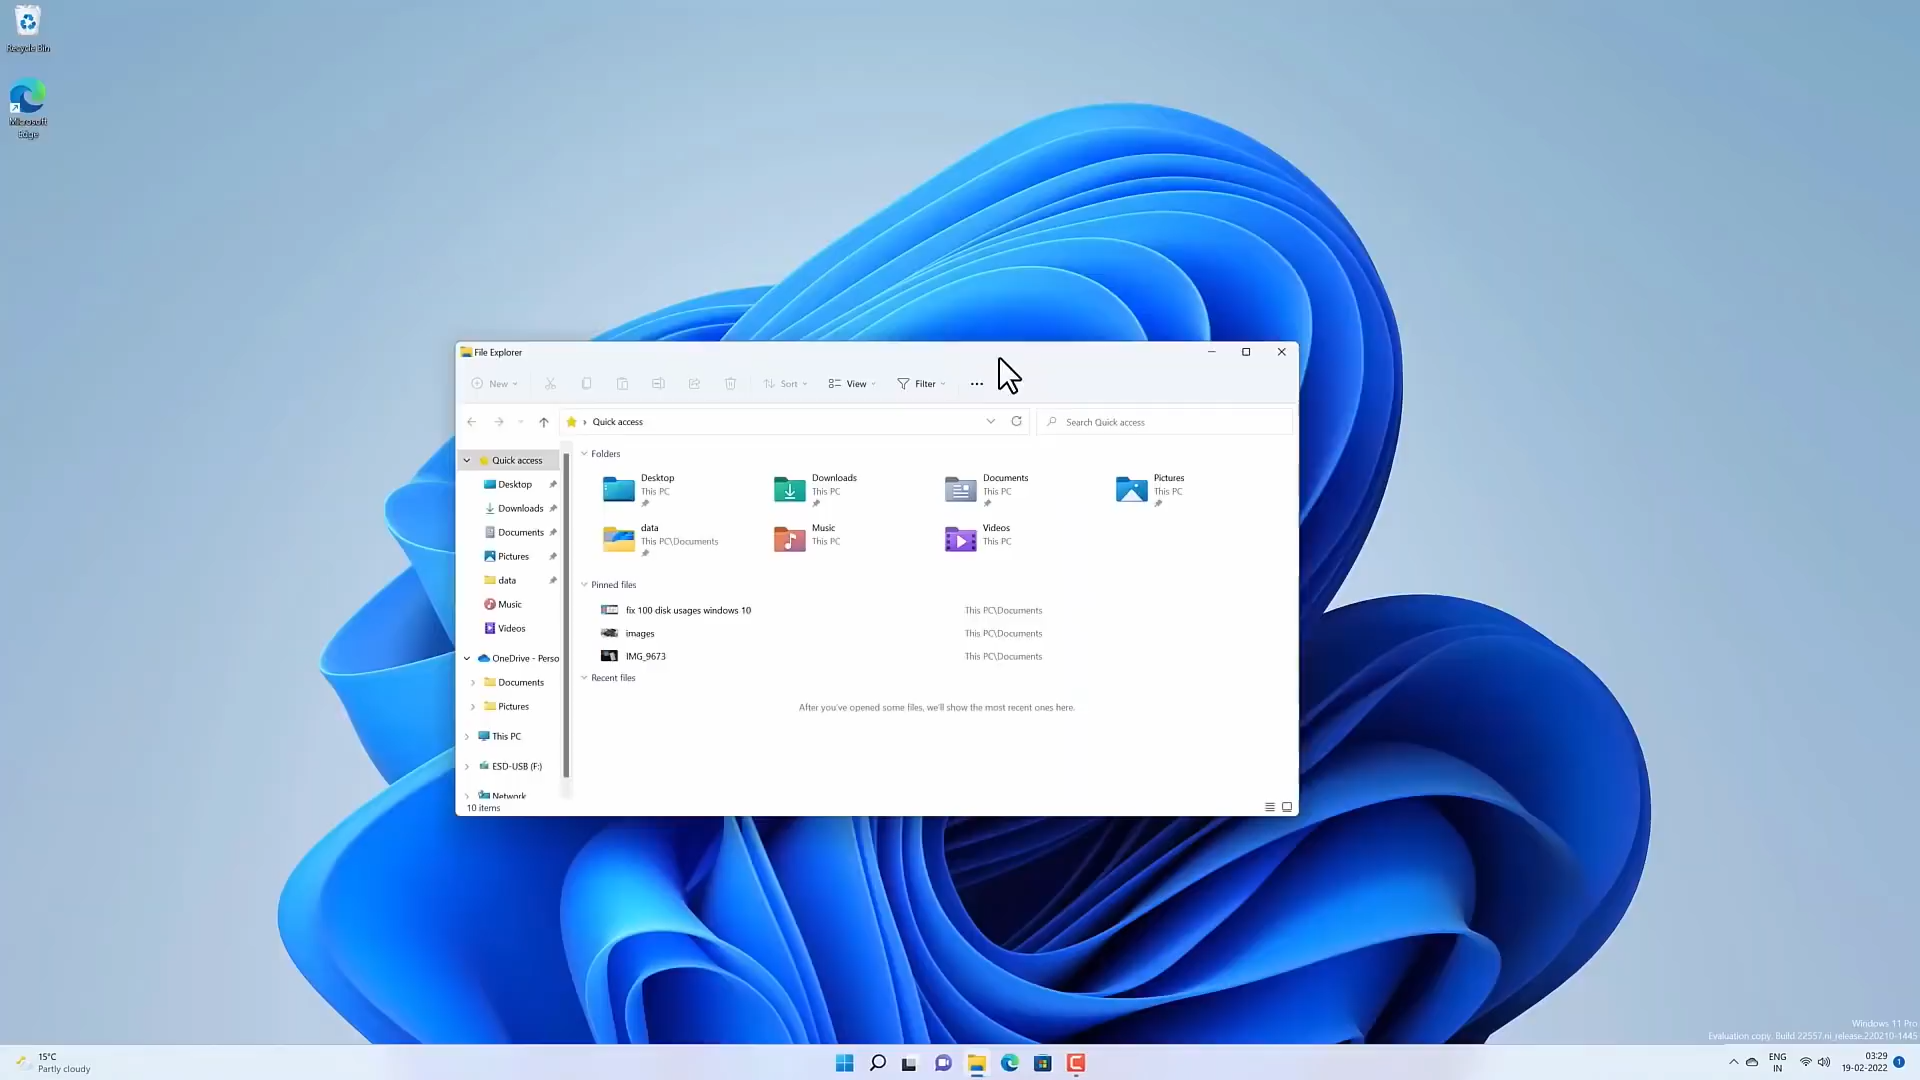 Recycle Bin
Microsoft
Edge
File Explorer
New
Sort
View
Filter
Quick access
Search Quick access
Quick access
Desktop
Downloads
Documents
Pictures
data
Music
Videos
OneDrive - Perso
Documents
Pictures
This PC
ESD-USB (F:)
Network
Folders
Desktop
This PC
Downloads
This PC
Documents
This PC
Pictures
This PC
data
This PC\Documents
Music
This PC
Videos
This PC
Pinned files
fix 100 disk usages windows 10 This PC\Documents
images This PC\Documents
IMG_9673 This PC\Documents
Recent files
After you've opened some files, we'll show the most recent ones here.
10 items
Windows 11 Pro
Evaluation copy. Build 22557.ni_release.220210-1445
15°C
Partly cloudy
ENG
IN
03:29
19-02-2022
1